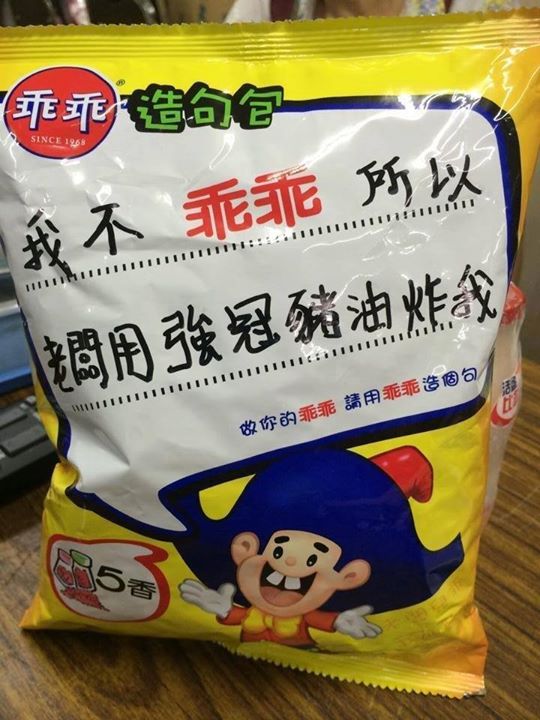 乖乖®
SINCE 1968
造句包
我不 乖乖 所以
老闆用強冠豬油炸我
做你的乖乖 請用乖乖造個句
5香